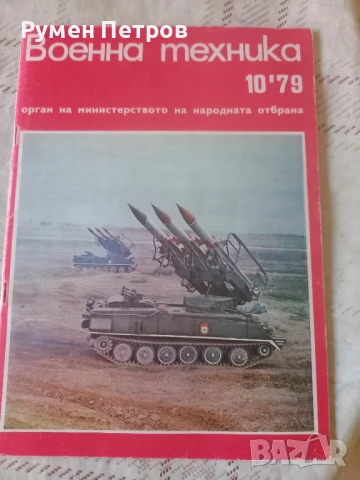 Румен Петров
Военна техника
10'79
орган на министерството на народната отбрана
BAZAR